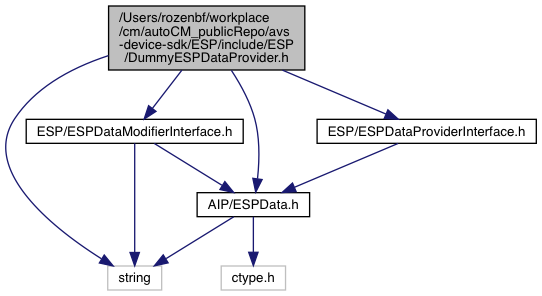 /Users/rozenbf/workplace
/cm/autoCM_publicRepo/avs
-device-sdk/ESP/include/ESP
/DummyESPDataProvider.h
ESP/ESPDataModifierInterface.h
ESP/ESPDataProviderInterface.h
AIP/ESPData.h
string
ctype.h